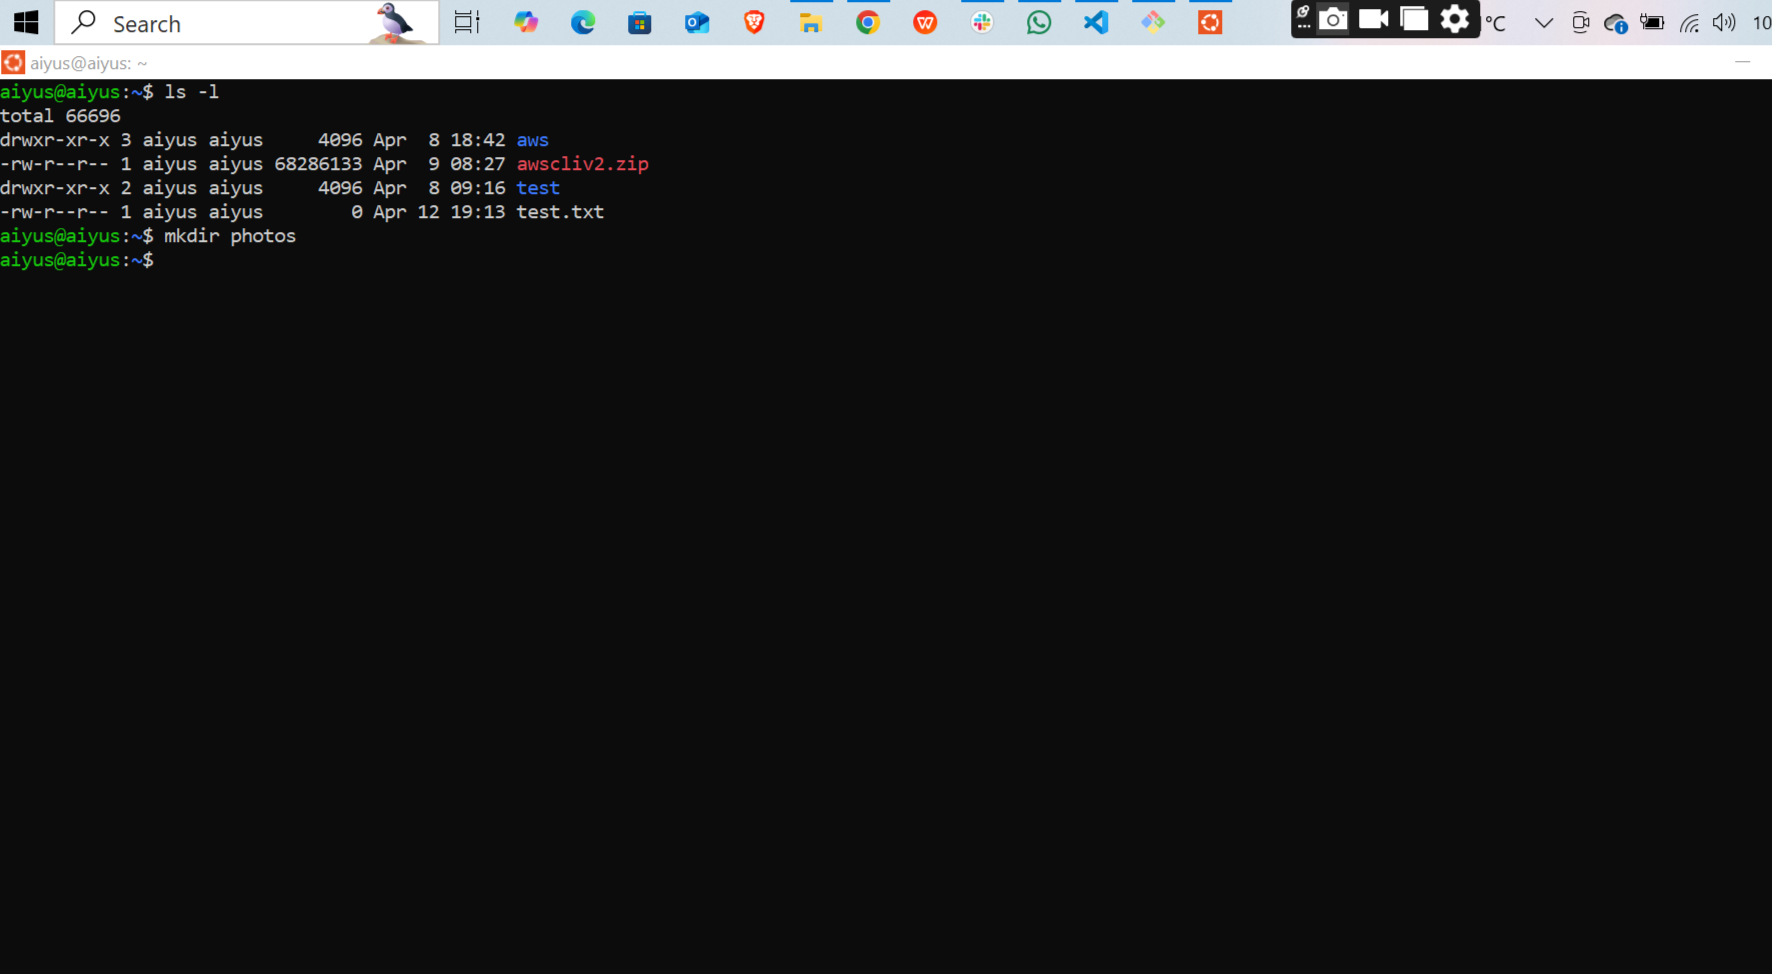 Search
°C
10
aiyus@aiyus: ~
aiyus@aiyus:~$ ls -l
total 66696
drwxr-xr-x 3 aiyus aiyus     4096 Apr  8 18:42 aws
-rw-r--r-- 1 aiyus aiyus 68286133 Apr  9 08:27 awscliv2.zip
drwxr-xr-x 2 aiyus aiyus     4096 Apr  8 09:16 test
-rw-r--r-- 1 aiyus aiyus        0 Apr 12 19:13 test.txt
aiyus@aiyus:~$ mkdir photos
aiyus@aiyus:~$